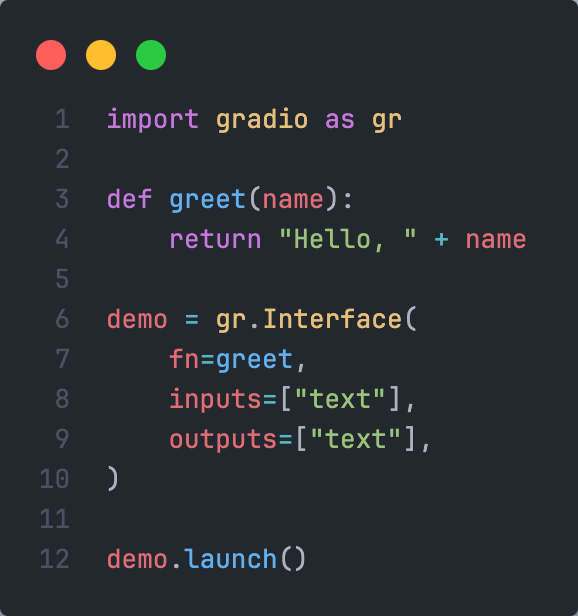 1 import gradio as gr
2
3 def greet(name):
4     return "Hello, " + name
5
6 demo = gr.Interface(
7     fn=greet,
8     inputs=["text"],
9     outputs=["text"],
10 )
11
12 demo.launch()